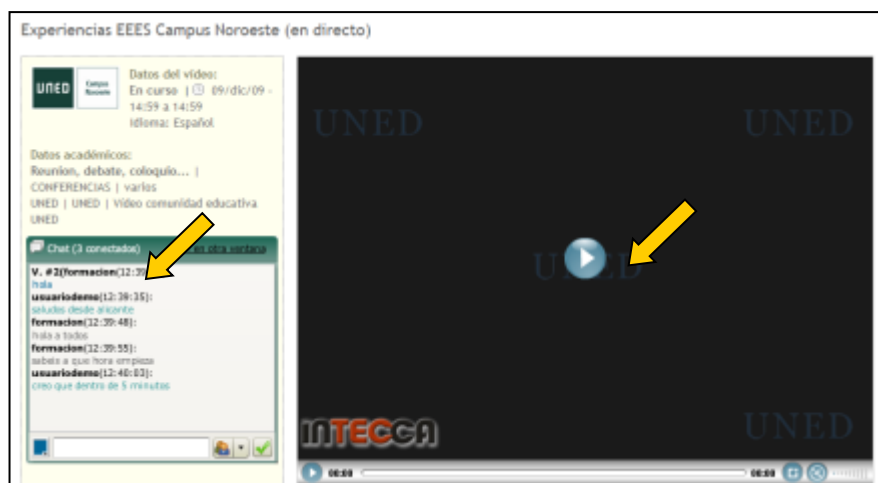 Experiencias EEES Campus Noroeste (en directo)
UNED
Campus
Noroeste
Datos del vídeo:
En curso | 09/dic/09 -
14:59 a 14:59
Idioma: Español
Datos académicos:
Reunion, debate, coloquio... |
CONFERENCIAS | varios
UNED | UNED | Vídeo comunidad educativa
UNED
Chat (3 conectados) en otra ventana
V. #2(formacion(12:39
hola
usuariodemo(12:39:35):
saludos desde alicante
formacion(12:39:48):
hola a todos
formacion(12:39:55):
sabeis a que hora empieza
usuariodemo(12:40:03):
creo que dentro de 5 minutos
UNED UNED
UNED
INTECCA
UNED
00:00 00:00